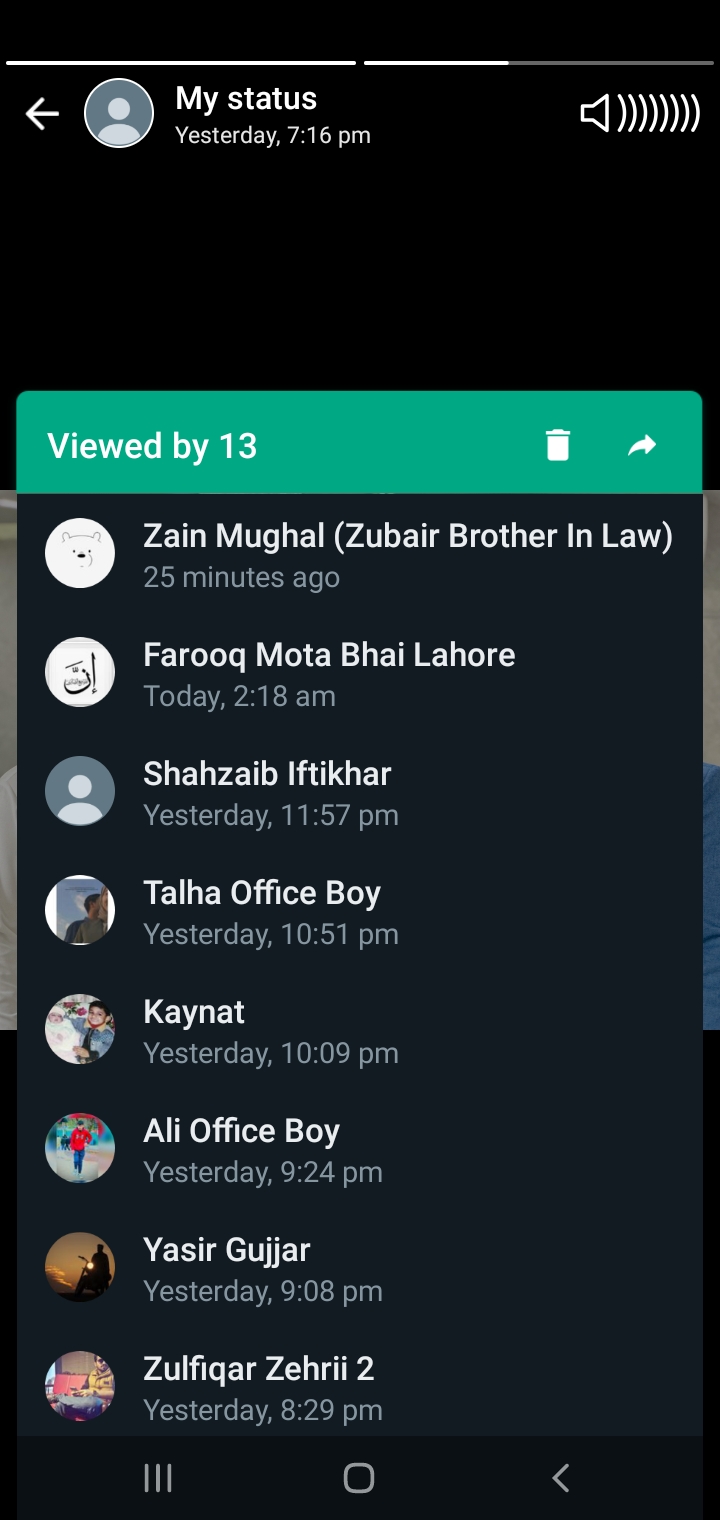 My status
Yesterday, 7:16 pm
Viewed by 13
Zain Mughal (Zubair Brother In Law)
25 minutes ago
Farooq Mota Bhai Lahore
Today, 2:18 am
Shahzaib Iftikhar
Yesterday, 11:57 pm
Talha Office Boy
Yesterday, 10:51 pm
Kaynat
Yesterday, 10:09 pm
Ali Office Boy
Yesterday, 9:24 pm
Yasir Gujjar
Yesterday, 9:08 pm
Zulfiqar Zehrii 2
Yesterday, 8:29 pm